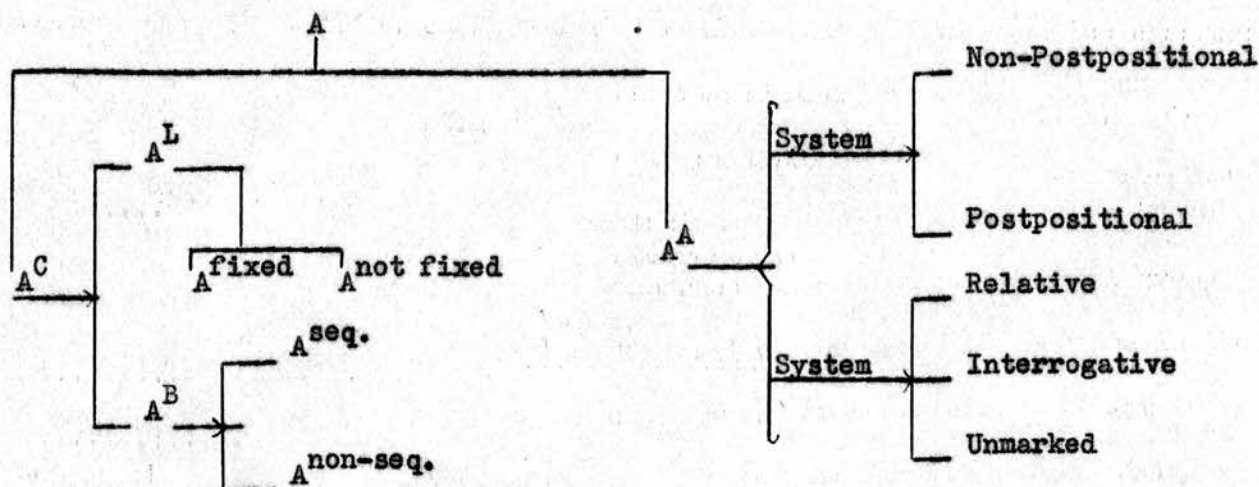 A
Non-Postpositional
System
A^L
Postpositional
A^A
A^C
A^fixed A^not fixed
Relative
A^seq.
System
Interrogative
A^B
Unmarked
A^non-seq.